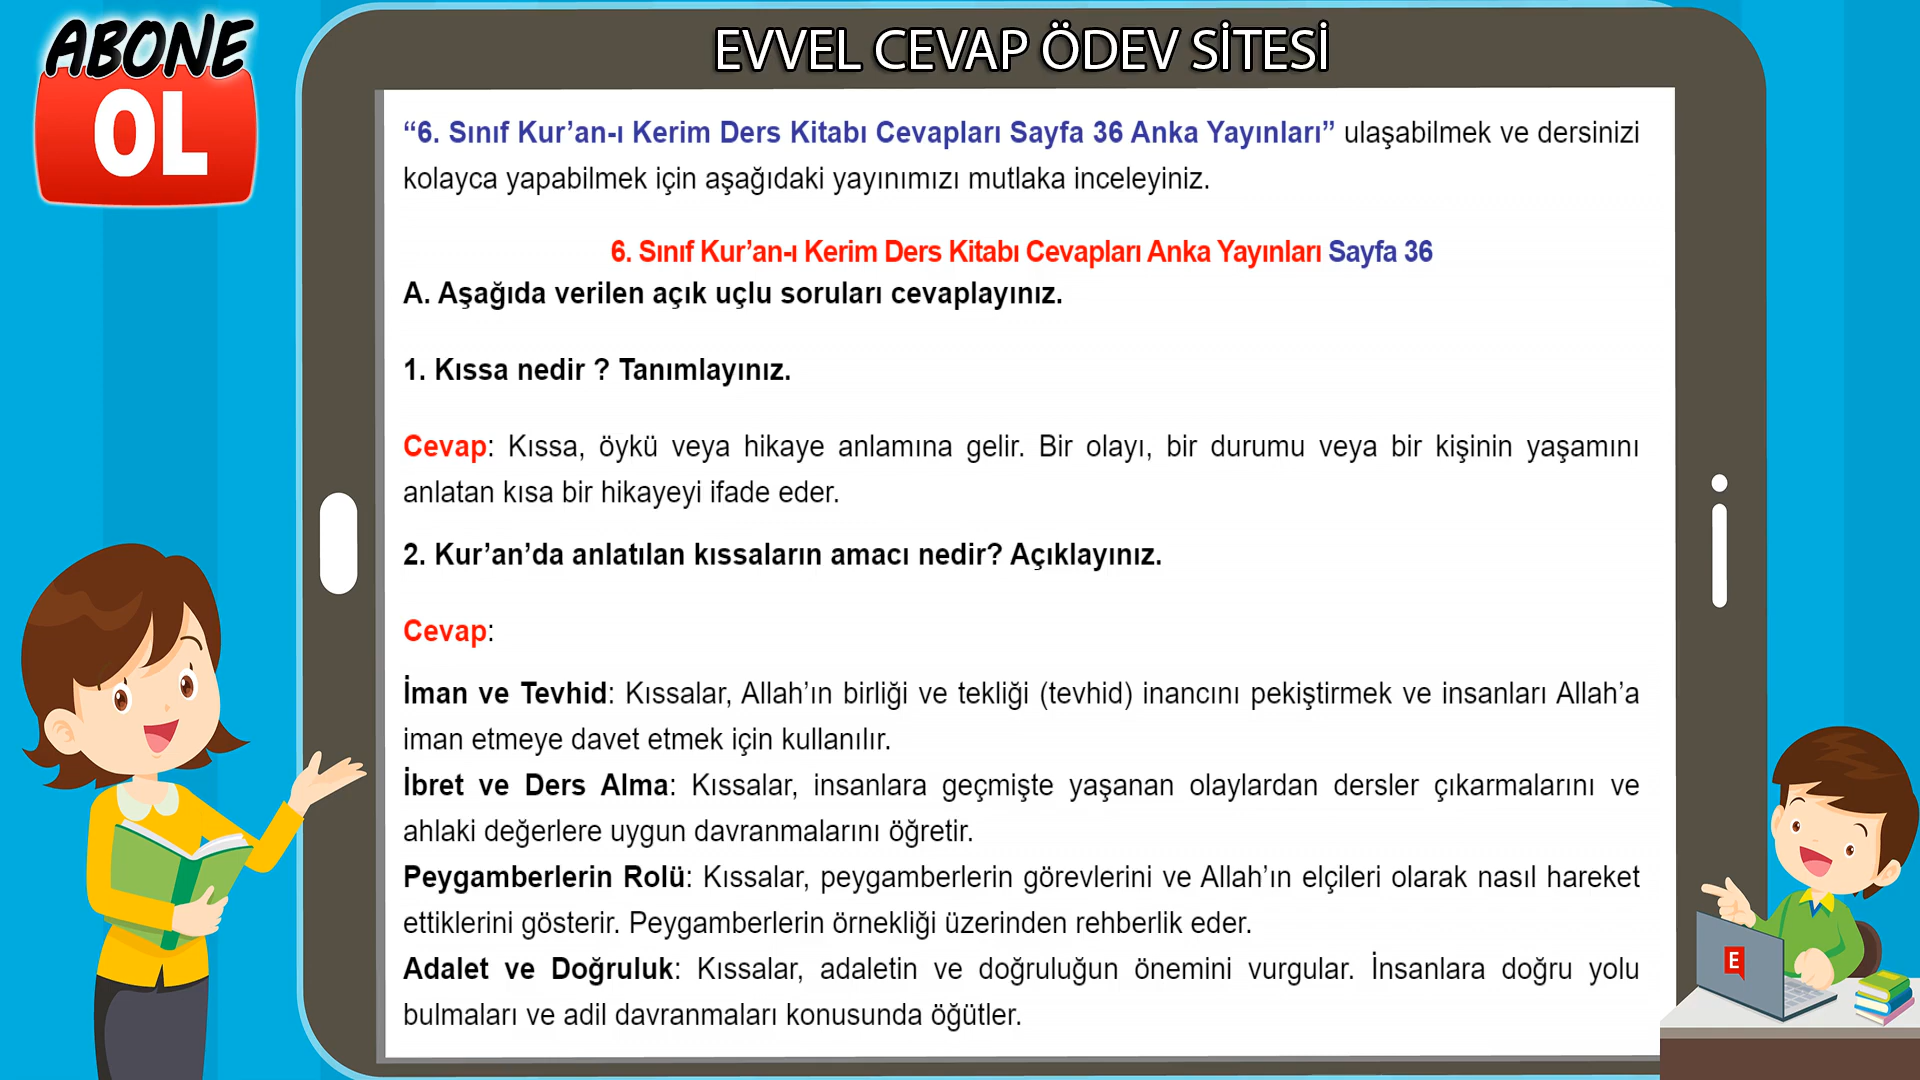 ABONE
OL
EVVEL CEVAP ÖDEV SİTESİ
“6. Sınıf Kur’an-ı Kerim Ders Kitabı Cevapları Sayfa 36 Anka Yayınları” ulaşabilmek ve dersinizi
kolayca yapabilmek için aşağıdaki yayınımızı mutlaka inceleyiniz.
6. Sınıf Kur’an-ı Kerim Ders Kitabı Cevapları Anka Yayınları Sayfa 36
A. Aşağıda verilen açık uçlu soruları cevaplayınız.
1. Kıssa nedir ? Tanımlayınız.
Cevap: Kıssa, öykü veya hikaye anlamına gelir. Bir olayı, bir durumu veya bir kişinin yaşamını
anlatan kısa bir hikayeyi ifade eder.
2. Kur’an’da anlatılan kıssaların amacı nedir? Açıklayınız.
Cevap:
İman ve Tevhid: Kıssalar, Allah’ın birliği ve tekliği (tevhid) inancını pekiştirmek ve insanları Allah’a
iman etmeye davet etmek için kullanılır.
İbret ve Ders Alma: Kıssalar, insanlara geçmişte yaşanan olaylardan dersler çıkarmalarını ve
ahlaki değerlere uygun davranmalarını öğretir.
Peygamberlerin Rolü: Kıssalar, peygamberlerin görevlerini ve Allah’ın elçileri olarak nasıl hareket
ettiklerini gösterir. Peygamberlerin örnekliği üzerinden rehberlik eder.
Adalet ve Doğruluk: Kıssalar, adaletin ve doğruluğun önemini vurgular. İnsanlara doğru yolu
bulmaları ve adil davranmaları konusunda öğütler.
E